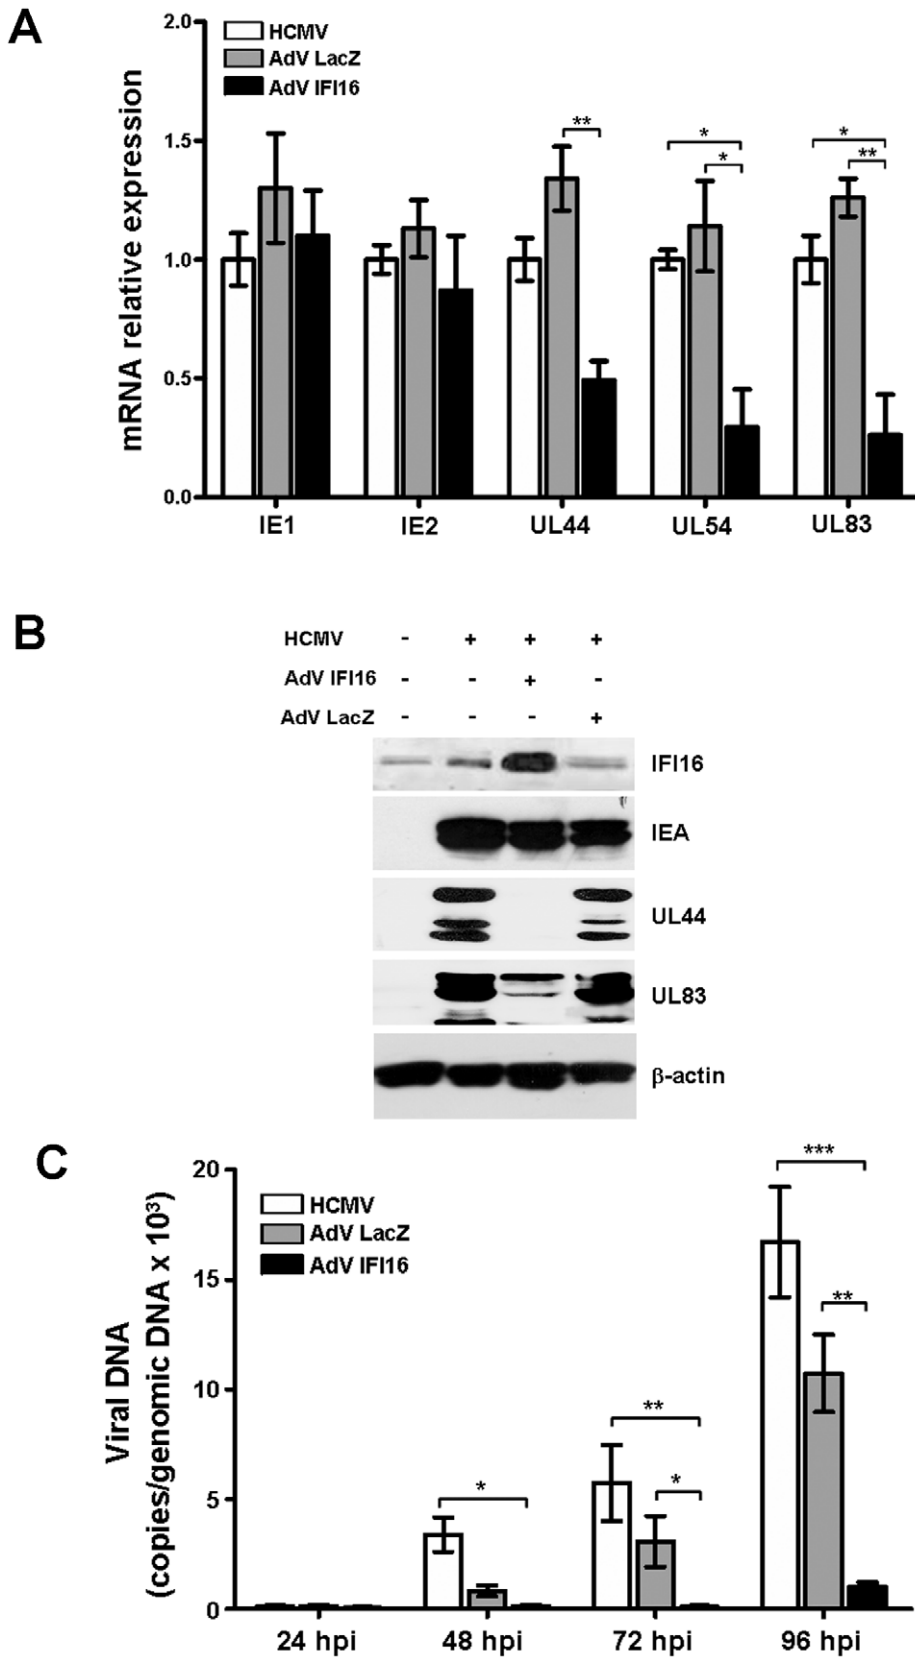 A
2.0
HCMV
AdV LacZ
AdV IFI16
**
1.5
*
*
*
**
1.0
0.5
0.0
mRNA relative expression
IE1 IE2 UL44 UL54 UL83
B
HCMV - + + +
AdV IFI16 - - + -
AdV LacZ - - - +
IFI16
IEA
UL44
UL83
β-actin
C
20
HCMV
AdV LacZ
AdV IFI16
***
15
**
10
**
*
5
*
0
Viral DNA
(copies/genomic DNA x 10³)
24 hpi 48 hpi 72 hpi 96 hpi